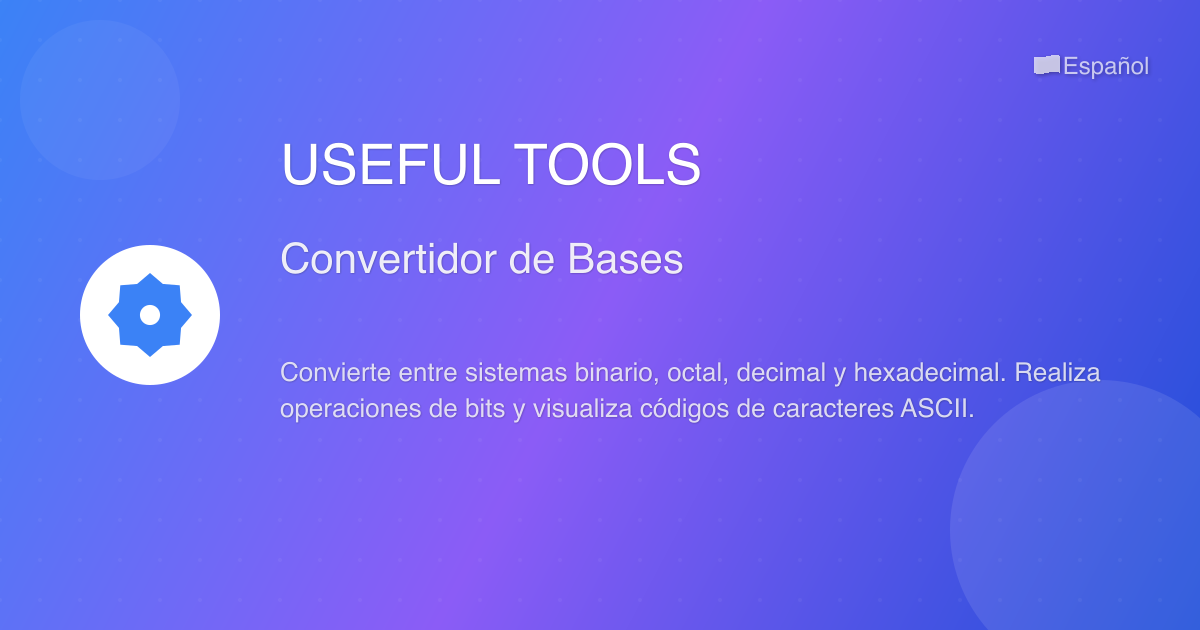 Español
USEFUL TOOLS
Convertidor de Bases
Convierte entre sistemas binario, octal, decimal y hexadecimal. Realiza
operaciones de bits y visualiza códigos de caracteres ASCII.